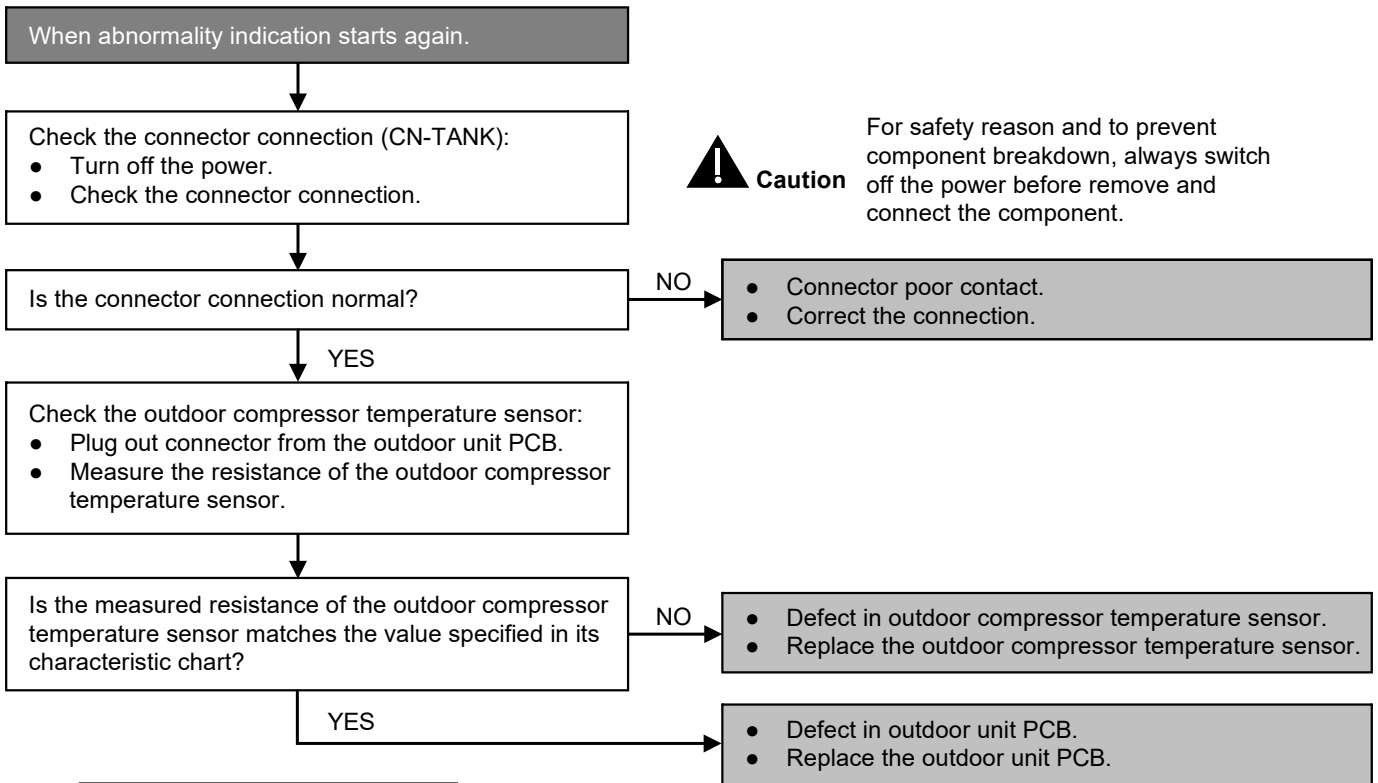 When abnormality indication starts again.
Check the connector connection (CN-TANK):
● Turn off the power.
● Check the connector connection.
Caution
For safety reason and to prevent
component breakdown, always switch
off the power before remove and
connect the component.
Is the connector connection normal?
NO
● Connector poor contact.
● Correct the connection.
YES
Check the outdoor compressor temperature sensor:
● Plug out connector from the outdoor unit PCB.
● Measure the resistance of the outdoor compressor
temperature sensor.
Is the measured resistance of the outdoor compressor
temperature sensor matches the value specified in its
characteristic chart?
NO
● Defect in outdoor compressor temperature sensor.
● Replace the outdoor compressor temperature sensor.
YES
● Defect in outdoor unit PCB.
● Replace the outdoor unit PCB.